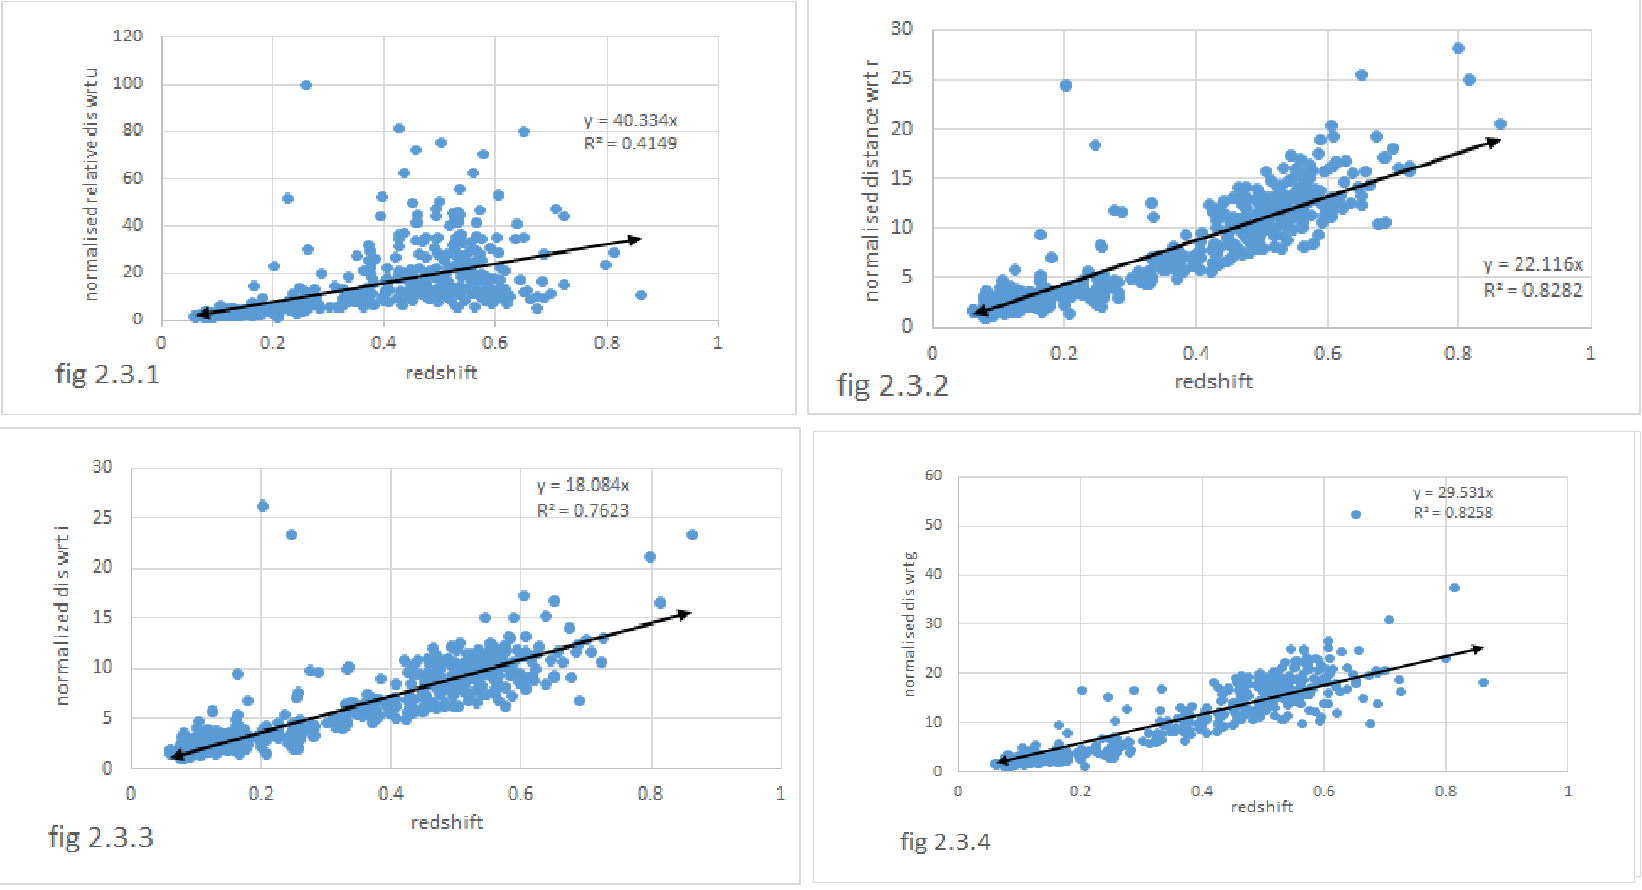 120
100
80
60
40
20
0
normalised relative dis wrt u
y = 40.334x
R² = 0.4149
0 0.2 0.4 0.6 0.8 1
redshift
fig 2.3.1
30
25
20
15
10
5
0
normalised distance wrt r
y = 22.116x
R² = 0.8282
0 0.2 0.4 0.6 0.8 1
redshift
fig 2.3.2
30
25
20
15
10
5
0
normalized dis wrt i
y = 18.084x
R² = 0.7623
0 0.2 0.4 0.6 0.8 1
redshift
fig 2.3.3
60
50
40
30
20
10
0
normalised dis wrtg
y = 29.531x
R² = 0.8258
0 0.2 0.4 0.6 0.8 1
redshift
fig 2.3.4